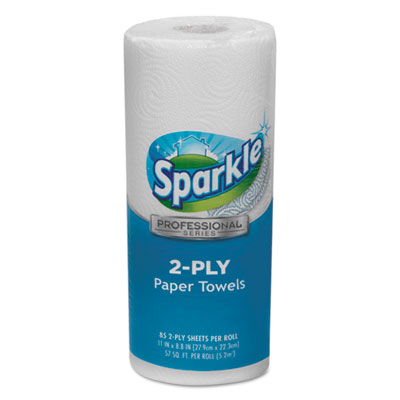 Sparkle
PROFESSIONAL
SERIES
2-PLY
Paper Towels
85 2-PLY SHEETS PER ROLL
11 IN x 8.8 IN (27.9cm x 22.3cm)
57 SQ. FT. PER ROLL (5.2m²)